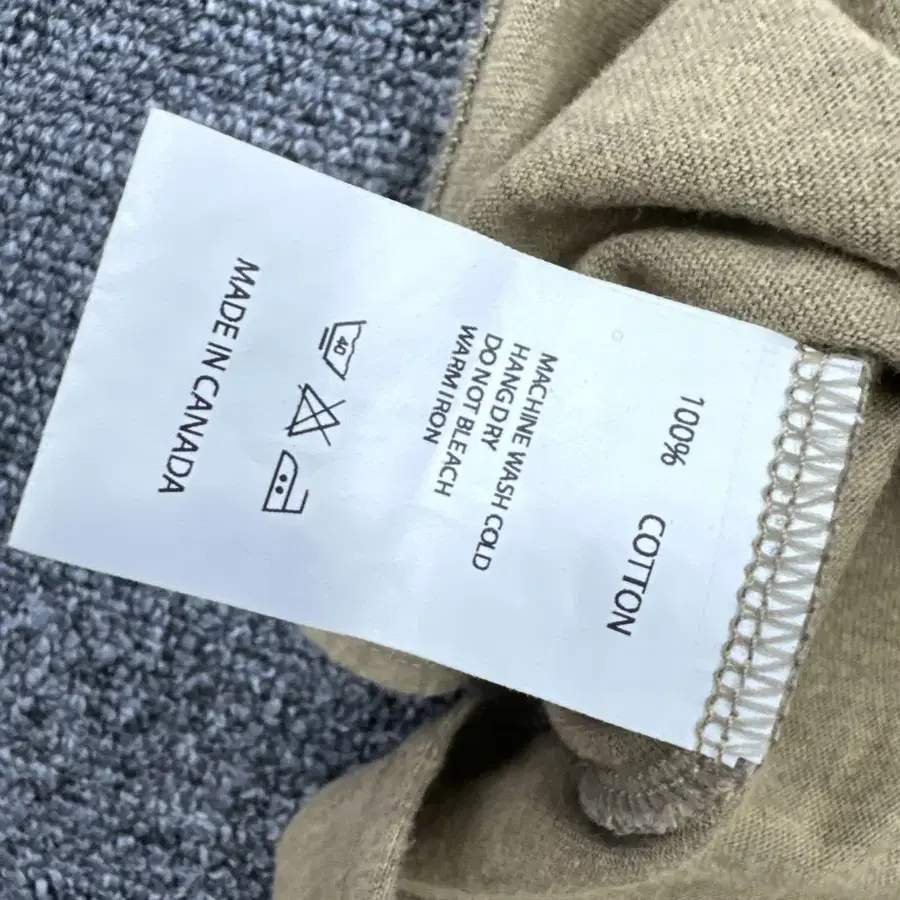 100% COTTON
MACHINE WASH COLD
HANG DRY
DO NOT BLEACH
WARM IRON
40
MADE IN CANADA